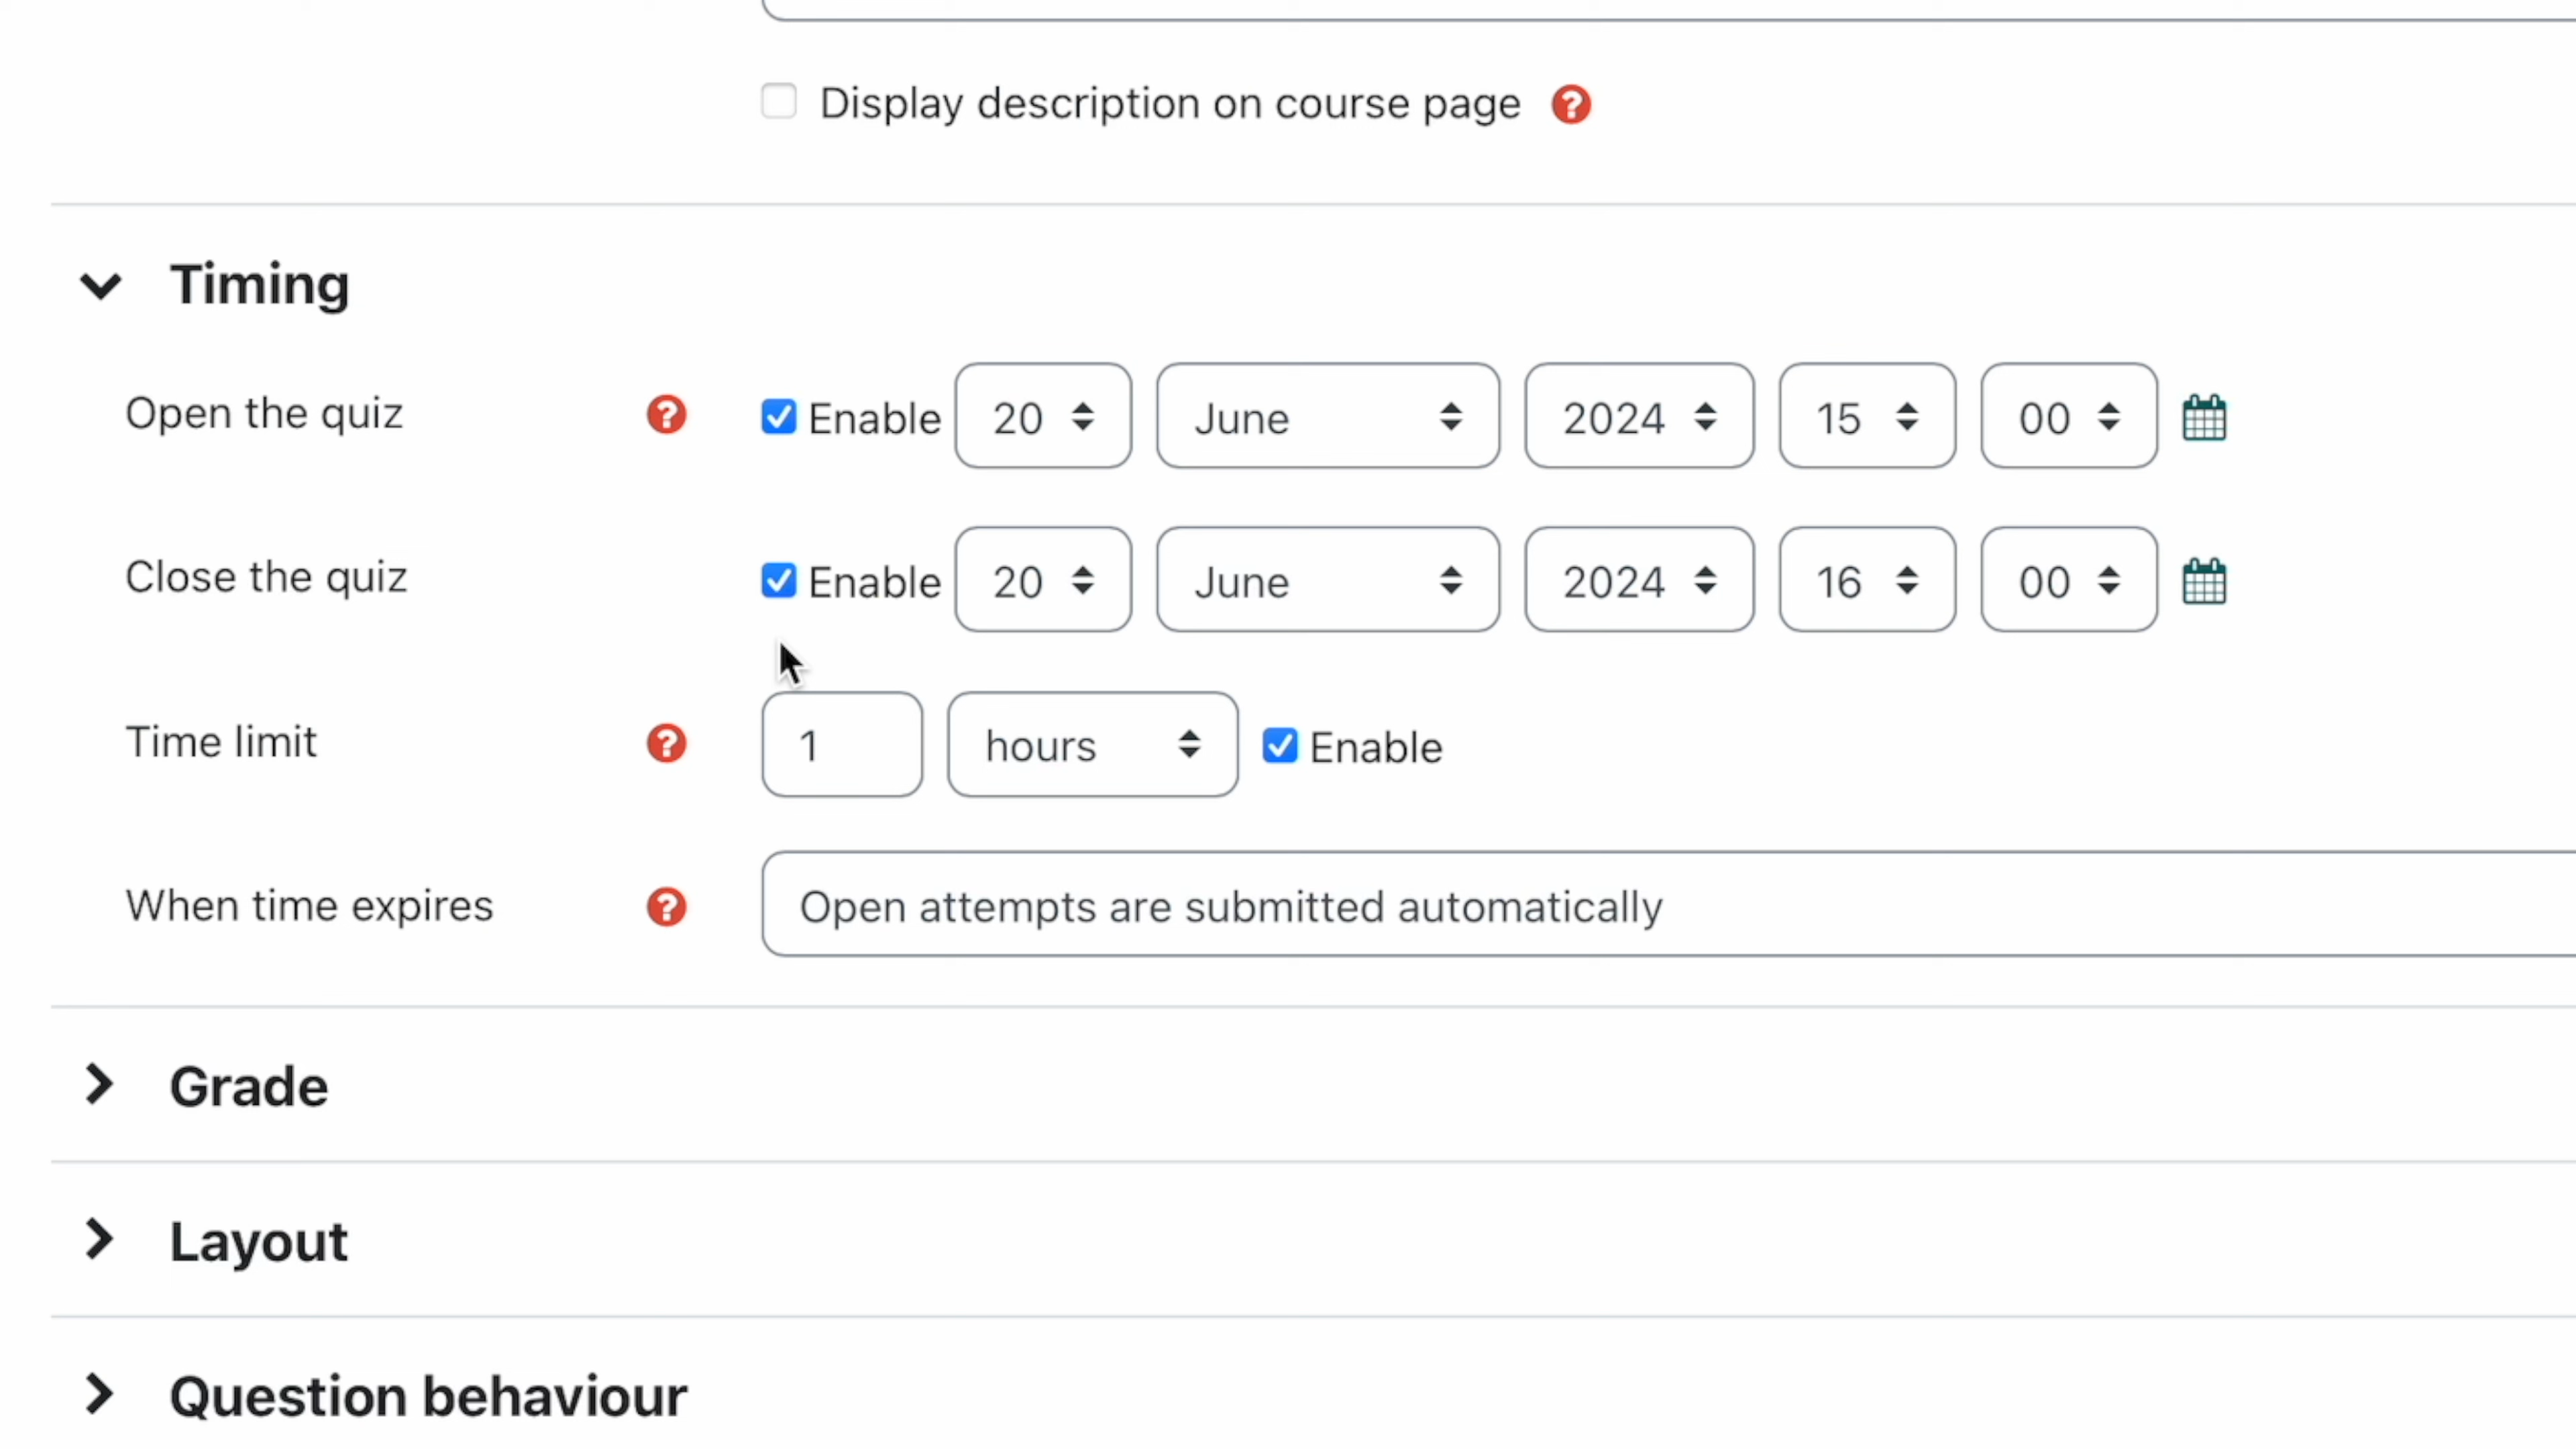 Display description on course page
Timing
Open the quiz Enable 20 June 2024 15 00
Close the quiz Enable 20 June 2024 16 00
Time limit 1 hours Enable
When time expires Open attempts are submitted automatically
Grade
Layout
Question behaviour